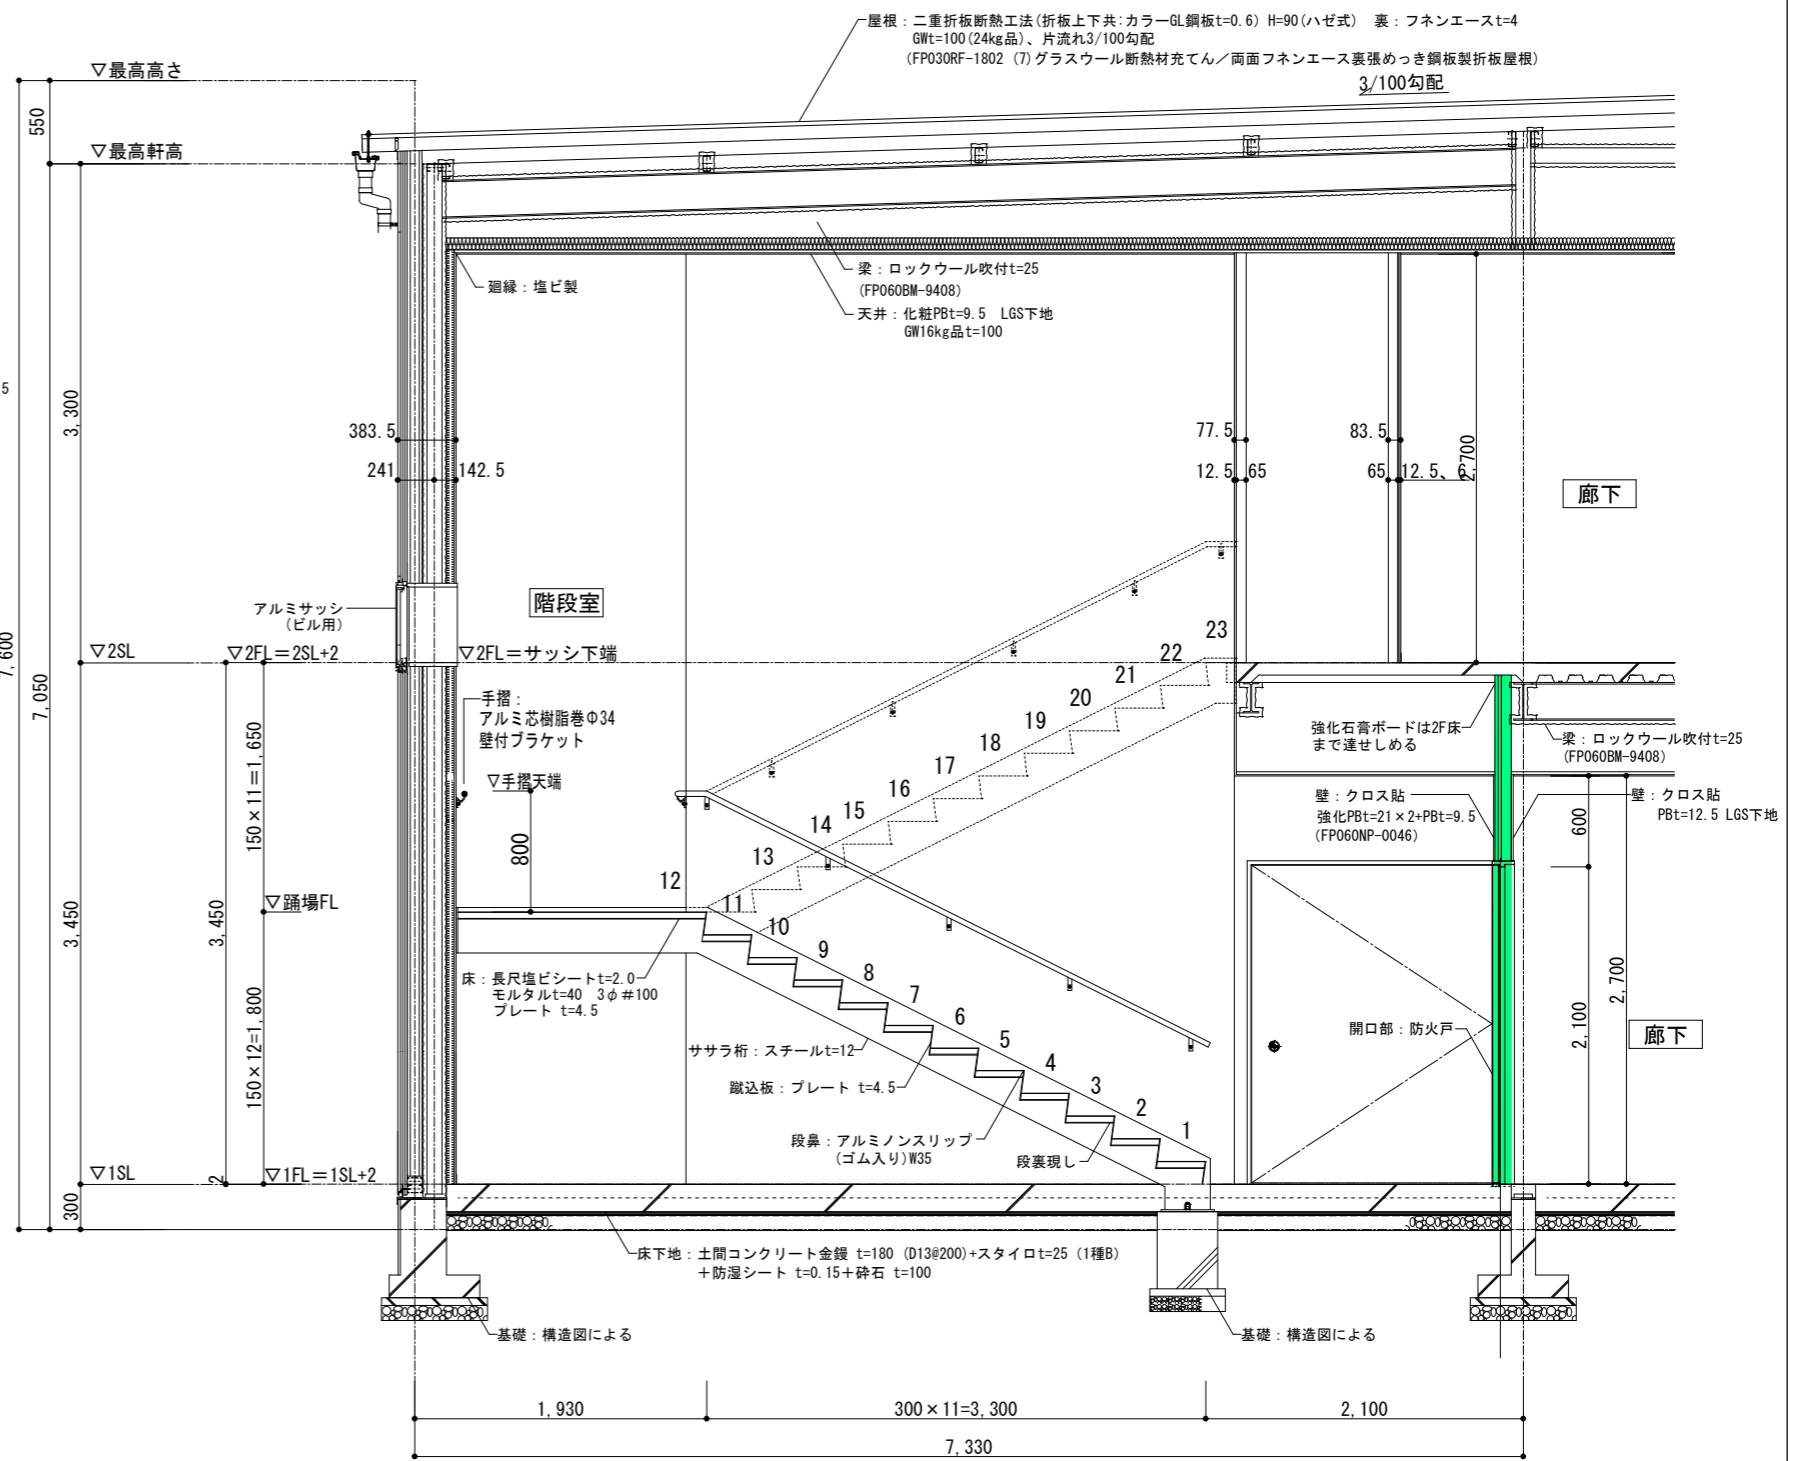 屋根：二重折板断熱工法(折板上下共:カラーGL鋼板t=0.6) H=90(ハゼ式)　裏：フネンエースt=4
GWt=100(24kg品)、片流れ3/100勾配
(FP030RF-1802 (7)グラスウール断熱材充てん／両面フネンエース裏張めっき鋼板製折板屋根)
3/100勾配
▽最高高さ
550
▽最高軒高
梁：ロックウール吹付t=25
(FP060BM-9408)
廻縁：塩ビ製
天井：化粧PBt=9.5　LGS下地
GW16kg品t=100
5
3,300
383.5
77.5
83.5
2,700
241
142.5
12.5
65
65
12.5、6
廊下
アルミサッシ
(ビル用)
階段室
7,600
7,050
▽2SL
▽2FL＝2SL+2
▽2FL＝サッシ下端
23
22
21
20
19
18
17
16
15
14
13
12
11
10
9
8
7
6
5
4
3
2
1
手摺：
アルミ芯樹脂巻Φ34
壁付ブラケット
▽手摺天端
800
強化石膏ボードは2F床
まで達せしめる
梁：ロックウール吹付t=25
(FP060BM-9408)
壁：クロス貼
強化PBt=21×2+PBt=9.5
(FP060NP-0046)
壁：クロス貼
PBt=12.5 LGS下地
600
150×11＝1,650
▽踊場FL
3,450
3,450
150×12=1,800
床：長尺塩ビシートt=2.0
モルタルt=40　3φ＃100
プレート t=4.5
ササラ桁：スチールt=12
蹴込板：プレート t=4.5
段鼻：アルミノンスリップ
(ゴム入り)W35
段裏現し
開口部：防火戸
2,100
2,700
廊下
▽1SL
2
▽1FL＝1SL+2
300
床下地：土間コンクリート金鏝 t=180 (D13@200)+スタイロt=25 (1種B)
＋防湿シート t=0.15＋砕石 t=100
基礎：構造図による
基礎：構造図による
1,930
300×11=3,300
2,100
7,330